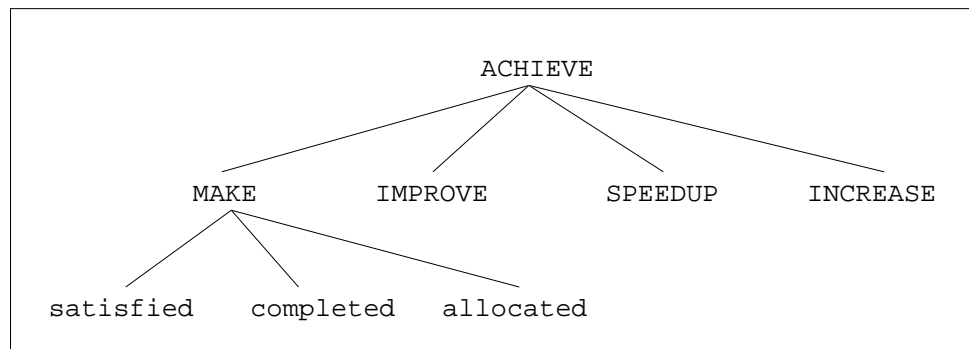 ACHIEVE
MAKE IMPROVE SPEEDUP INCREASE
satisfied completed allocated